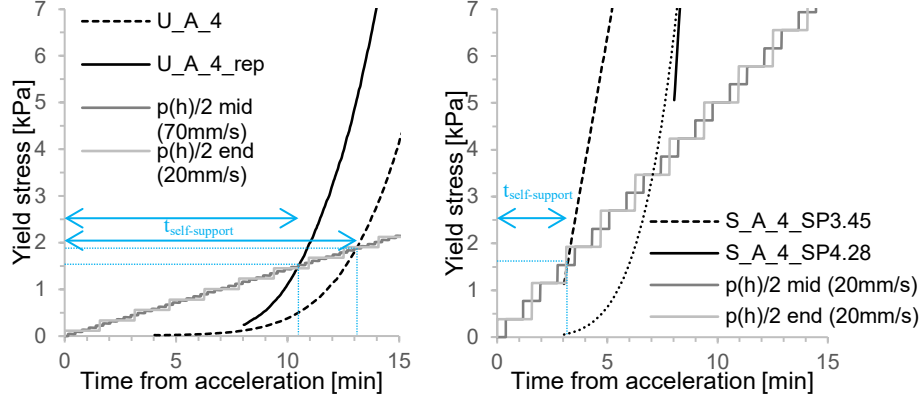 7
6
5
4
3
2
1
0
Yield stress [kPa]
U_A_4
U_A_4_rep
p(h)/2 mid
(70mm/s)
p(h)/2 end
(20mm/s)
t self-support
0
5
10
15
Time from acceleration [min]
7
6
5
4
3
2
1
0
Yield stress [kPa]
t self-support
S_A_4_SP3.45
S_A_4_SP4.28
p(h)/2 mid (20mm/s)
p(h)/2 end (20mm/s)
0
5
10
15
Time from acceleration [min]